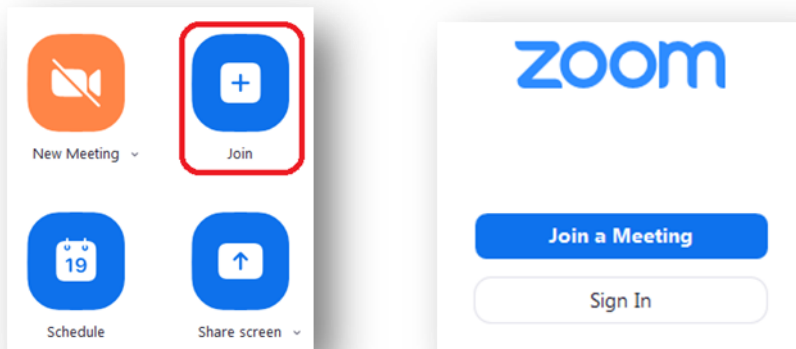 New Meeting
Join
19
Schedule
Share screen
zoom
Join a Meeting
Sign In